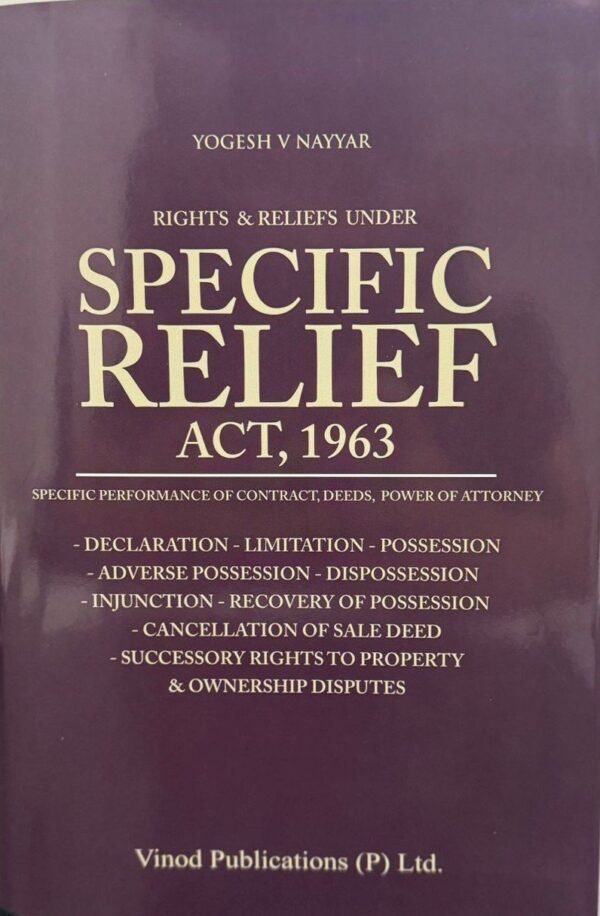 YOGESH V NAYYAR
RIGHTS & RELIEFS UNDER
SPECIFIC
RELIEF
ACT, 1963
SPECIFIC PERFORMANCE OF CONTRACT, DEEDS, POWER OF ATTORNEY
- DECLARATION - LIMITATION - POSSESSION
- ADVERSE POSSESSION - DISPOSSESSION
- INJUNCTION - RECOVERY OF POSSESSION
- CANCELLATION OF SALE DEED
- SUCCESSORY RIGHTS TO PROPERTY
& OWNERSHIP DISPUTES
Vinod Publications (P) Ltd.